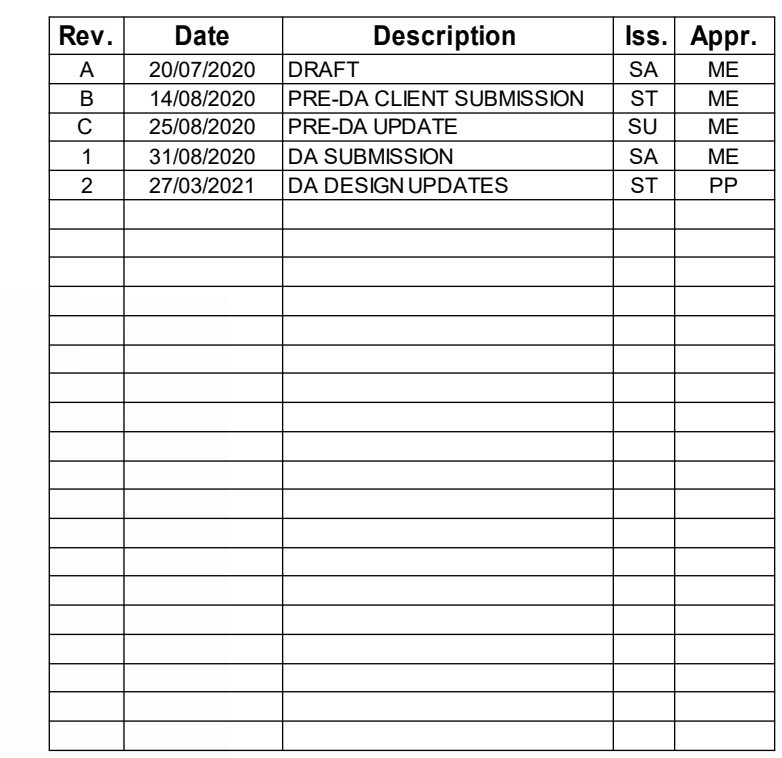 Rev. Date Description Iss. Appr.
A 20/07/2020 DRAFT SA ME
B 14/08/2020 PRE-DA CLIENT SUBMISSION ST ME
C 25/08/2020 PRE-DA UPDATE SU ME
1 31/08/2020 DA SUBMISSION SA ME
2 27/03/2021 DA DESIGN UPDATES ST PP